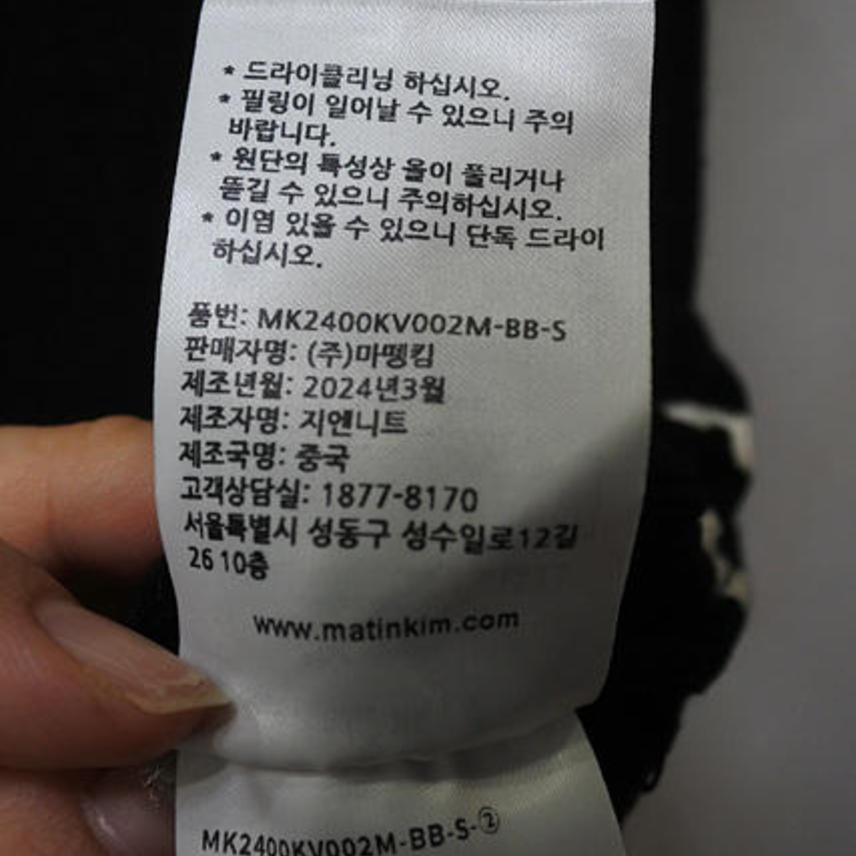 * 드라이클리닝 하십시오.
* 필링이 일어날 수 있으니 주의
바랍니다.
* 원단의 특성상 올이 풀리거나
뜯길 수 있으니 주의하십시오.
* 이염 있을 수 있으니 단독 드라이
하십시오.
품번: MK2400KV002M-BB-S
판매자명: (주)마뗑킴
제조년월: 2024년3월
제조자명: 지엔니트
제조국명: 중국
고객상담실: 1877-8170
서울특별시 성동구 성수일로12길
26 10층
www.matinkim.com
MK2400KV002M-BB-S-②